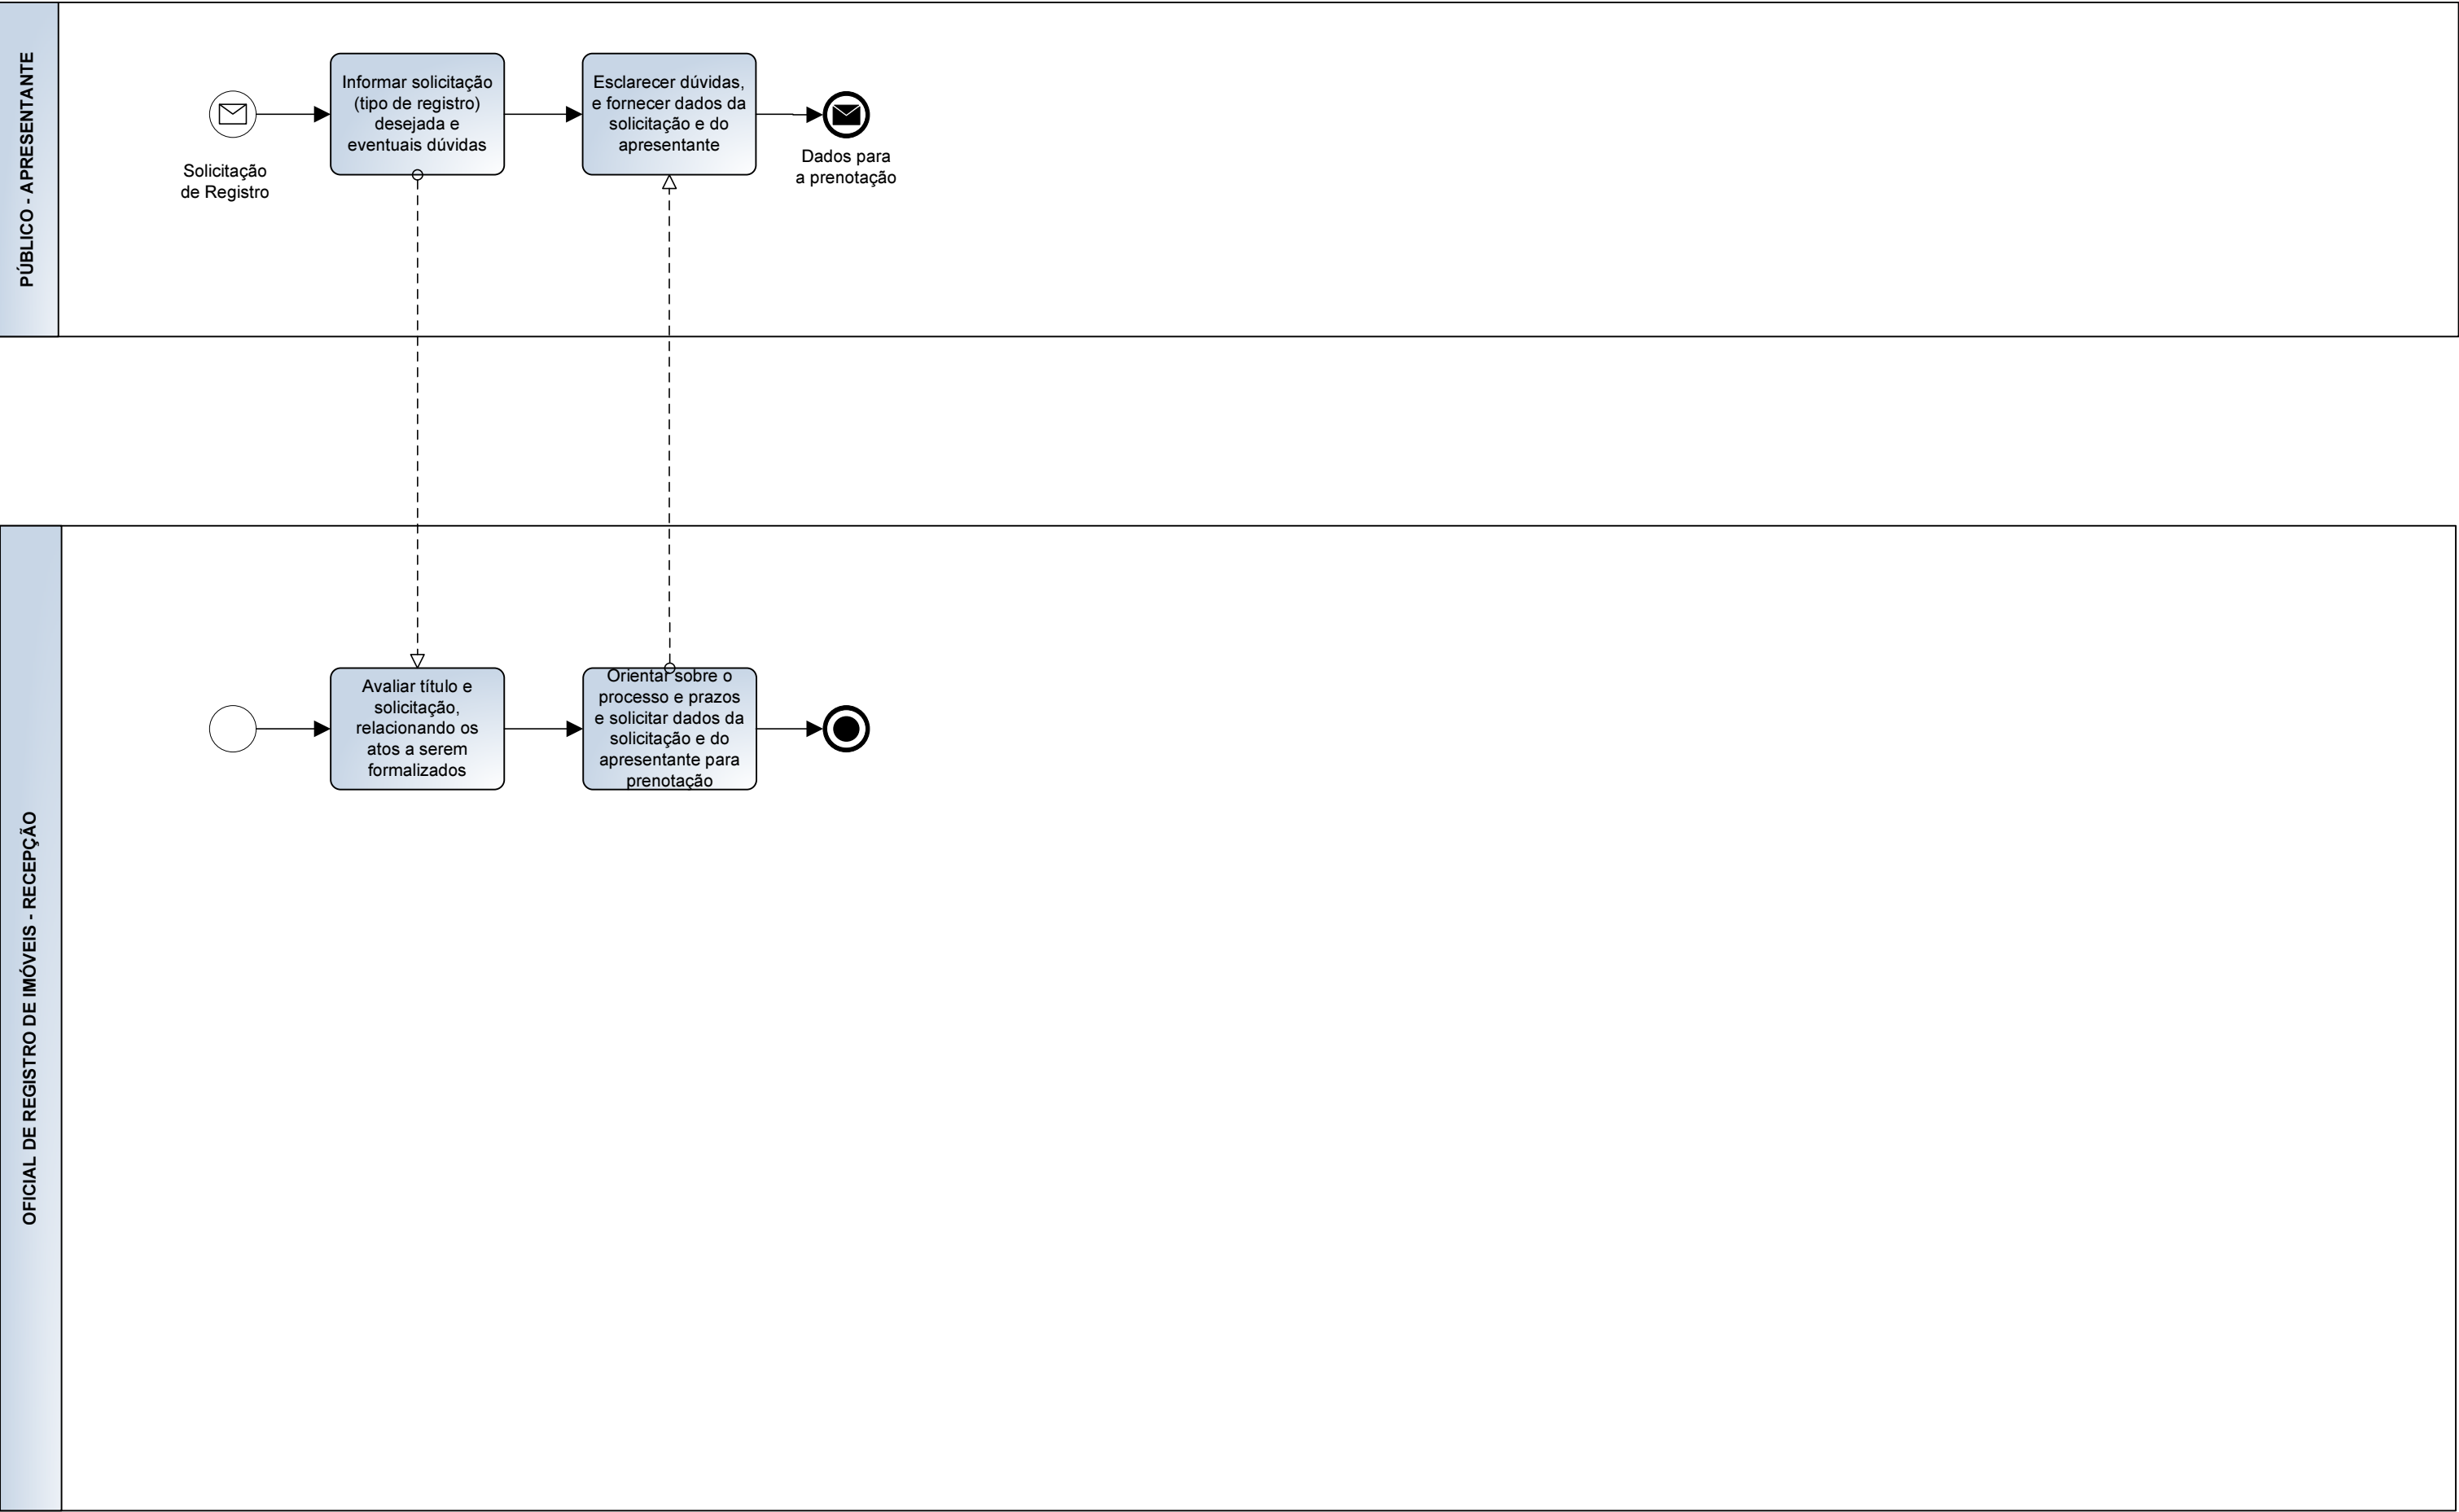 PÚBLICO - APRESENTANTE
Solicitação
de Registro
Informar solicitação
(tipo de registro)
desejada e
eventuais dúvidas
Esclarecer dúvidas,
e fornecer dados da
solicitação e do
apresentante
Dados para
a prenotação
OFICIAL DE REGISTRO DE IMÓVEIS - RECEPÇÃO
Avaliar título e
solicitação,
relacionando os
atos a serem
formalizados
Orientar sobre o
processo e prazos
e solicitar dados da
solicitação e do
apresentante para
prenotação